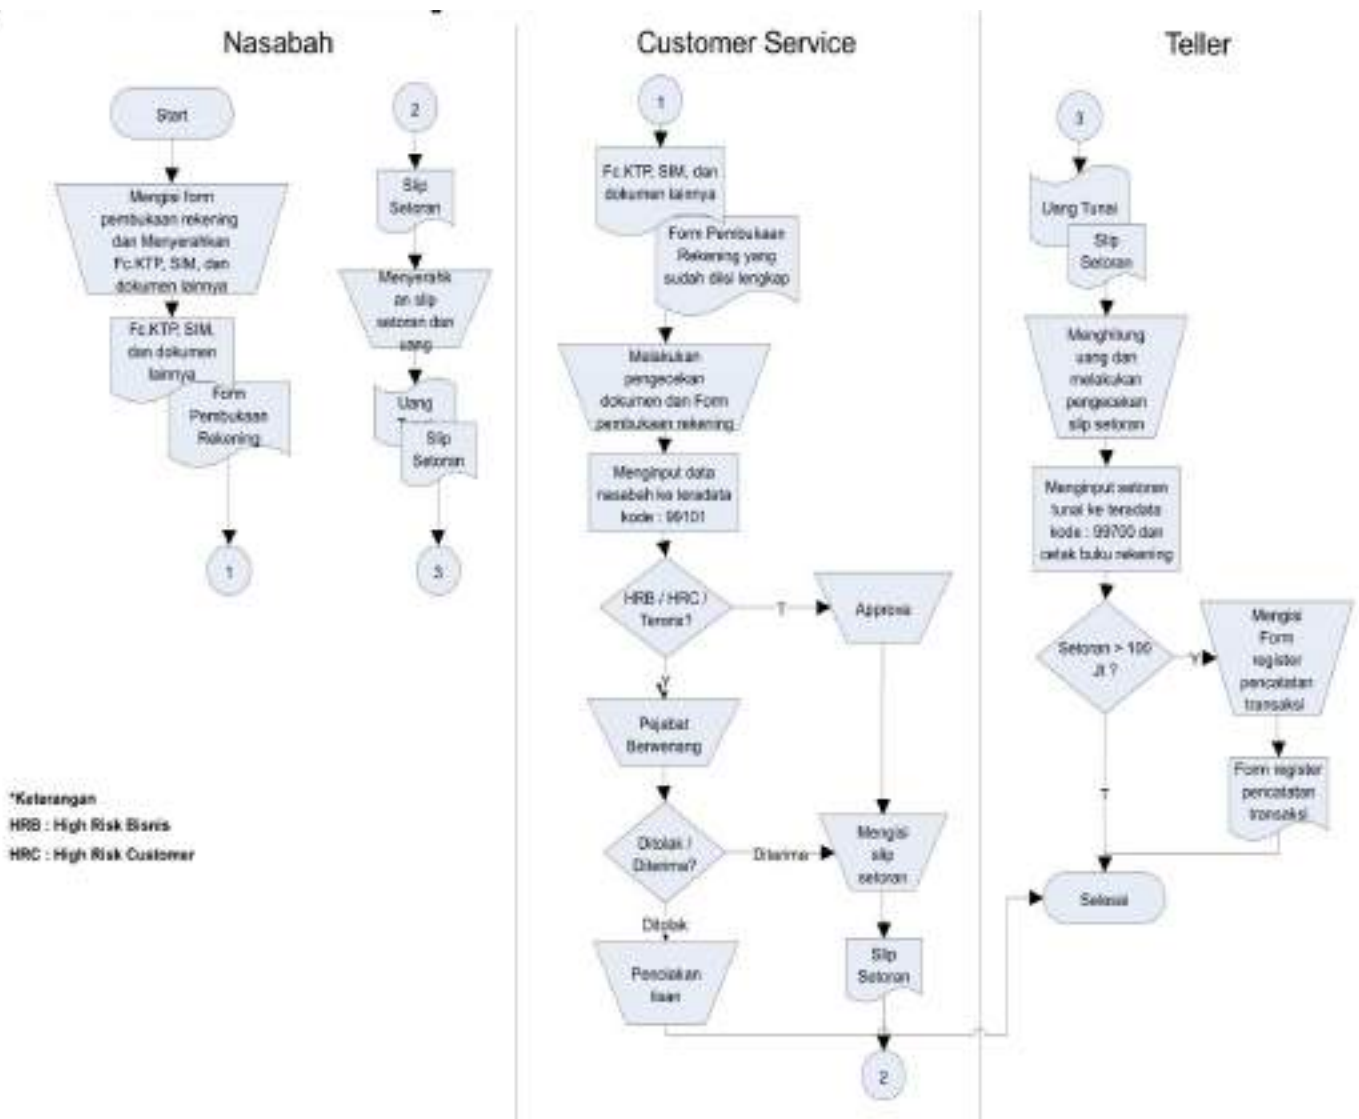 Nasabah
Start
Mengisi form
pembukaan rekening
dan Menyerahkan
Fc.KTP, SIM, dan
dokumen lainnya
Fc.KTP, SIM,
dan dokumen
lainnya
Form
Pembukaan
Rekening
1
2
Slip
Setoran
Menyerahk
an slip
setoran dan
uang
Uang
Slip
Setoran
3
*Keterangan
HRB : High Risk Bisnis
HRC : High Risk Customer
Customer Service
1
Fc.KTP, SIM, dan
dokumen lainnya
Form Pembukaan
Rekening yang
sudah diisi lengkap
Melakukan
pengecekan
dokumen dan Form
pembukaan rekening
Menginput data
nasabah ke teradata
kode : 99101
HRB / HRC /
Teroris?
T
Approva
Y
Pejabat
Berwenang
Ditolak /
Diterima?
Diterima
Mengisi
slip
setoran
Ditolak
Slip
Setoran
2
Teller
3
Uang Tunai
Slip
Setoran
Menghitung
uang dan
melakukan
pengecekan
slip setoran
Menginput setoran
tunai ke teradata
kode : 99700 dan
cetak buku rekening
Setoran > 100
Jt ?
Y
Mengisi
Form
register
pencatatan
transaksi
Form register
pencatatan
transaksi
T
Selesai